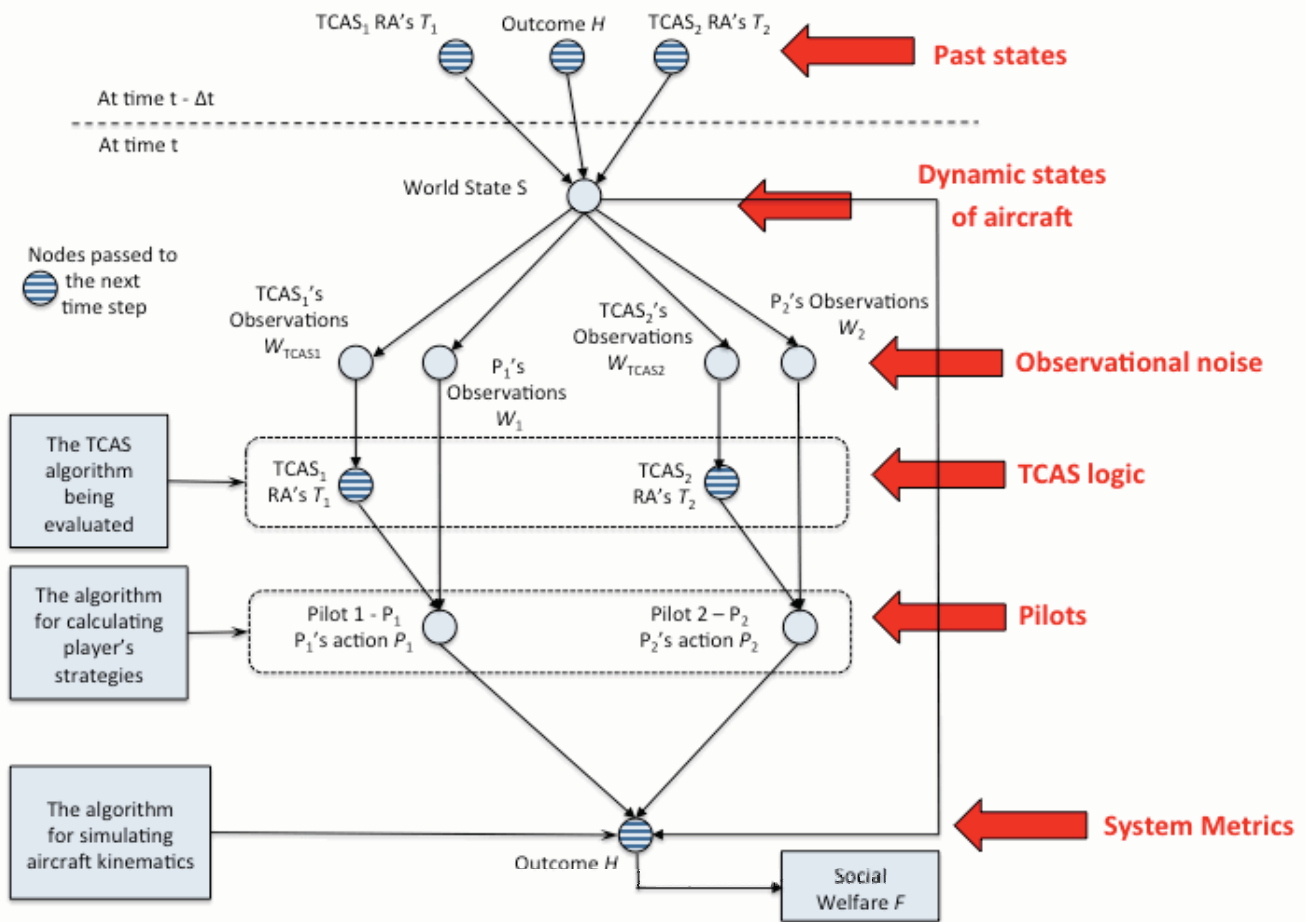 TCAS₁ RA's T₁
Outcome H
TCAS₂ RA's T₂
Past states
At time t - Δt
At time t
World State S
Dynamic states
of aircraft
Nodes passed to
the next
time step
TCAS₁'s
Observations
W_TCAS1
P₁'s
Observations
W₁
TCAS₂'s
Observations
W_TCAS2
P₂'s Observations
W₂
Observational noise
The TCAS
algorithm
being
evaluated
TCAS₁
RA's T₁
TCAS₂
RA's T₂
TCAS logic
The algorithm
for calculating
player's
strategies
Pilot 1 - P₁
P₁'s action P₁
Pilot 2 – P₂
P₂'s action P₂
Pilots
The algorithm
for simulating
aircraft kinematics
Outcome H
System Metrics
Social
Welfare F